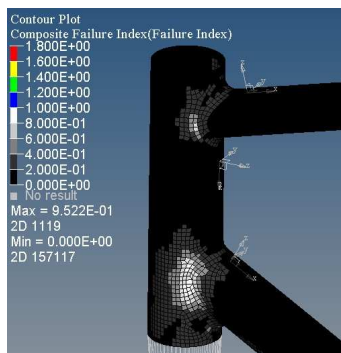 Contour Plot
Composite Failure Index(Failure Index)
1.800E+00
1.600E+00
1.400E+00
1.200E+00
1.000E+00
8.000E-01
6.000E-01
4.000E-01
2.000E-01
0.000E+00
No result
Max = 9.522E-01
2D 1119
Min = 0.000E+00
2D 157117